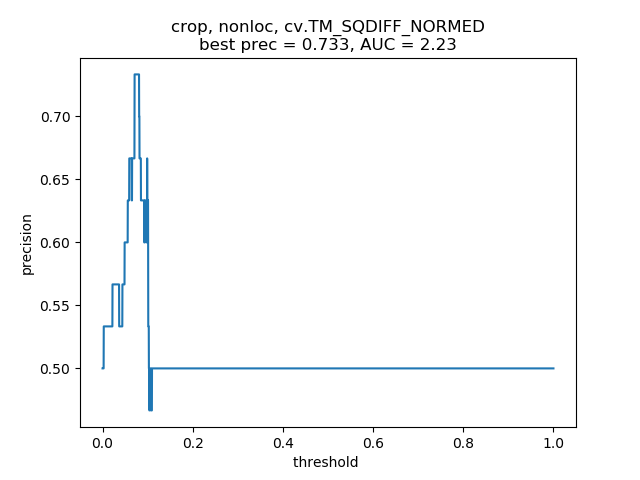 crop, nonloc, cv.TM_SQDIFF_NORMED
best prec = 0.733, AUC = 2.23
precision
0.70
0.65
0.60
0.55
0.50
0.0
0.2
0.4
0.6
0.8
1.0
threshold